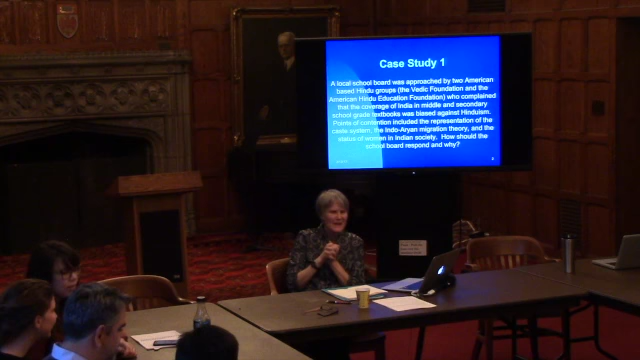 Case Study 1
A local school board was approached by two American
based Hindu groups (the Vedic Foundation and the
American Hindu Education Foundation) who complained
that the coverage of India in middle and secondary
school grade textbooks was biased against Hinduism.
Points of contention included the representation of the
caste system, the Indo-Aryan migration theory, and the
status of women in Indian society. How should the
school board respond and why?